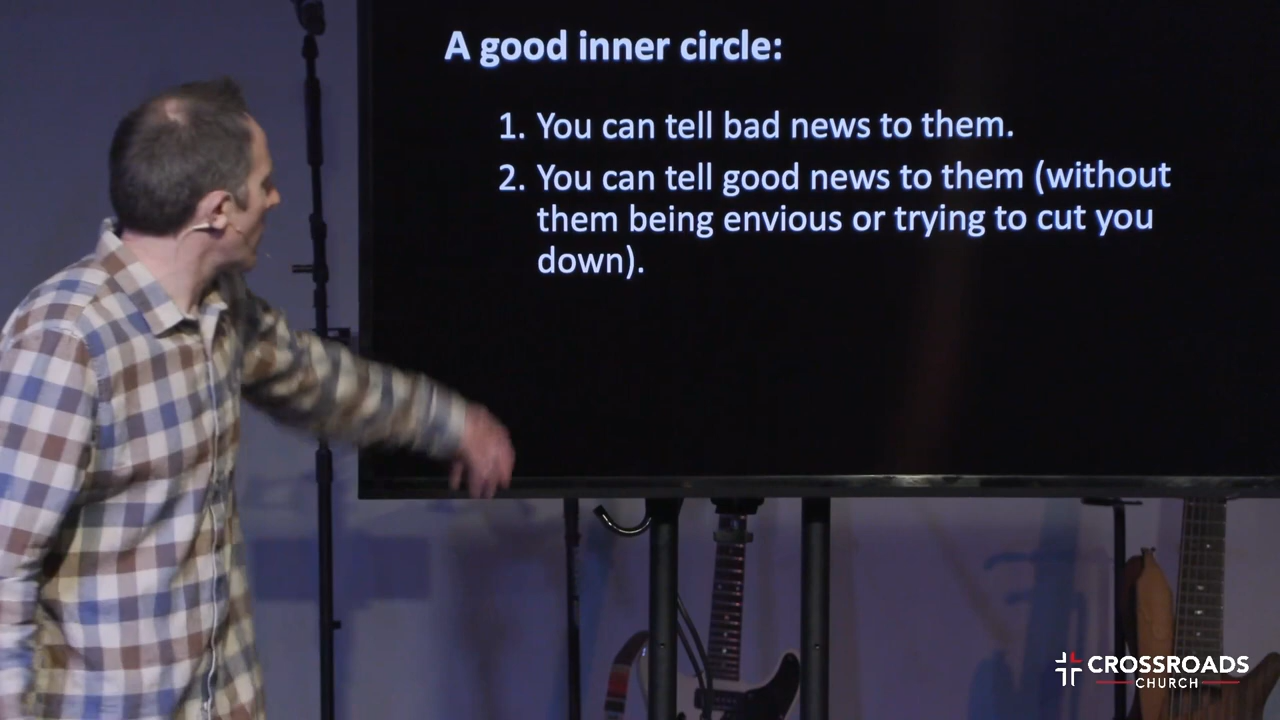 A good inner circle:
1. You can tell bad news to them.
2. You can tell good news to them (without
them being envious or trying to cut you
down).
CROSSROADS
CHURCH